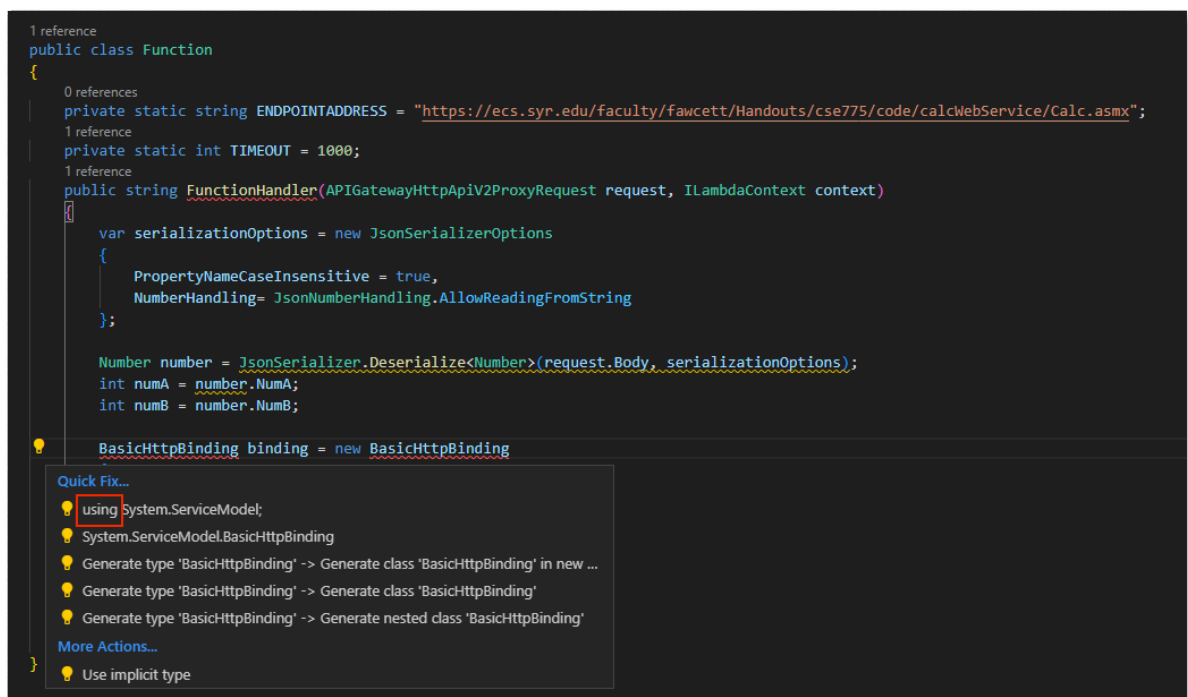 1 reference
public class Function
{
0 references
private static string ENDPOINTADDRESS = "https://ecs.syr.edu/faculty/fawcett/Handouts/cse775/code/calcWebService/Calc.asmx";
1 reference
private static int TIMEOUT = 1000;
1 reference
public string FunctionHandler(APIGatewayHttpApiV2ProxyRequest request, ILambdaContext context)
{
var serializationOptions = new JsonSerializerOptions
{
PropertyNameCaseInsensitive = true,
NumberHandling= JsonNumberHandling.AllowReadingFromString
};
Number number = JsonSerializer.Deserialize<Number>(request.Body, serializationOptions);
int numA = number.NumA;
int numB = number.NumB;
BasicHttpBinding binding = new BasicHttpBinding
Quick Fix...
using System.ServiceModel;
System.ServiceModel.BasicHttpBinding
Generate type 'BasicHttpBinding' -> Generate class 'BasicHttpBinding' in new ...
Generate type 'BasicHttpBinding' -> Generate class 'BasicHttpBinding'
Generate type 'BasicHttpBinding' -> Generate nested class 'BasicHttpBinding'
More Actions...
Use implicit type
}